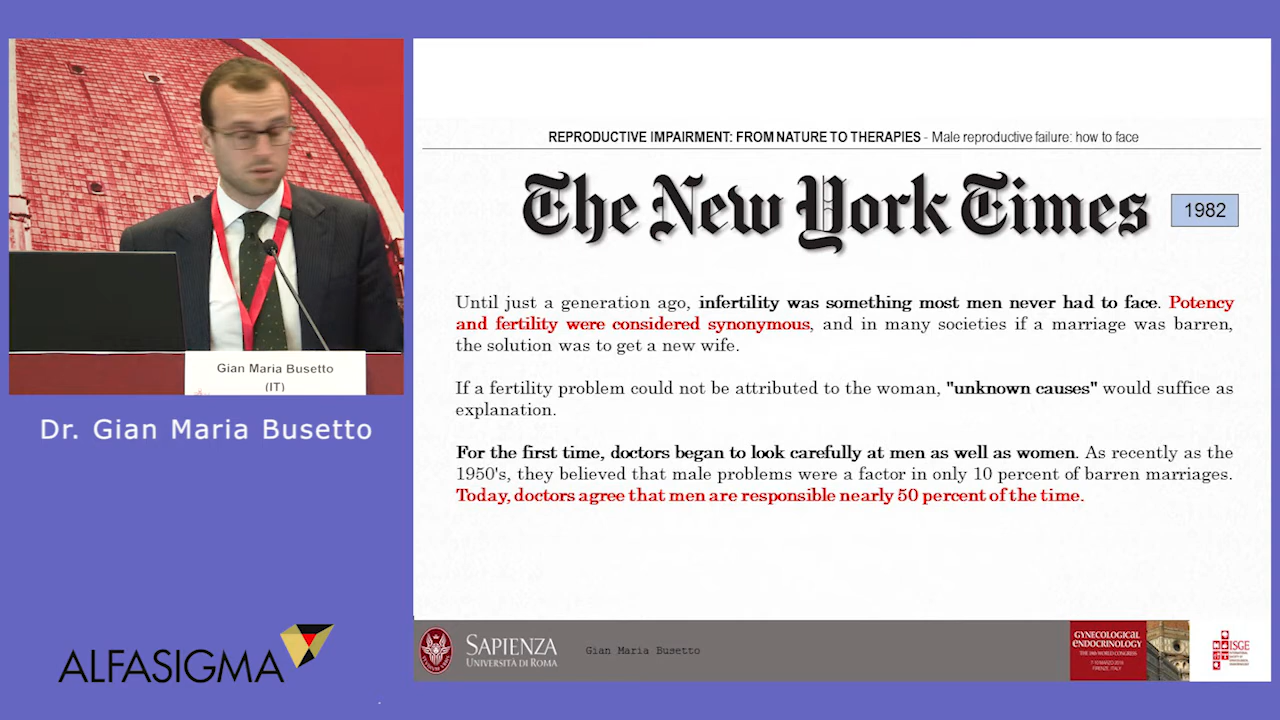 Gian Maria Busetto
(IT)
Dr. Gian Maria Busetto
ALFASIGMA
REPRODUCTIVE IMPAIRMENT: FROM NATURE TO THERAPIES - Male reproductive failure: how to face
The New York Times
1982
Until just a generation ago, infertility was something most men never had to face. Potency
and fertility were considered synonymous, and in many societies if a marriage was barren,
the solution was to get a new wife.
If a fertility problem could not be attributed to the woman, "unknown causes" would suffice as
explanation.
For the first time, doctors began to look carefully at men as well as women. As recently as the
1950's, they believed that male problems were a factor in only 10 percent of barren marriages.
Today, doctors agree that men are responsible nearly 50 percent of the time.
SAPIENZA
UNIVERSITÀ DI ROMA
Gian Maria Busetto
GYNECOLOGICAL
ENDOCRINOLOGY
FIRENZE, ITALY
ISGE